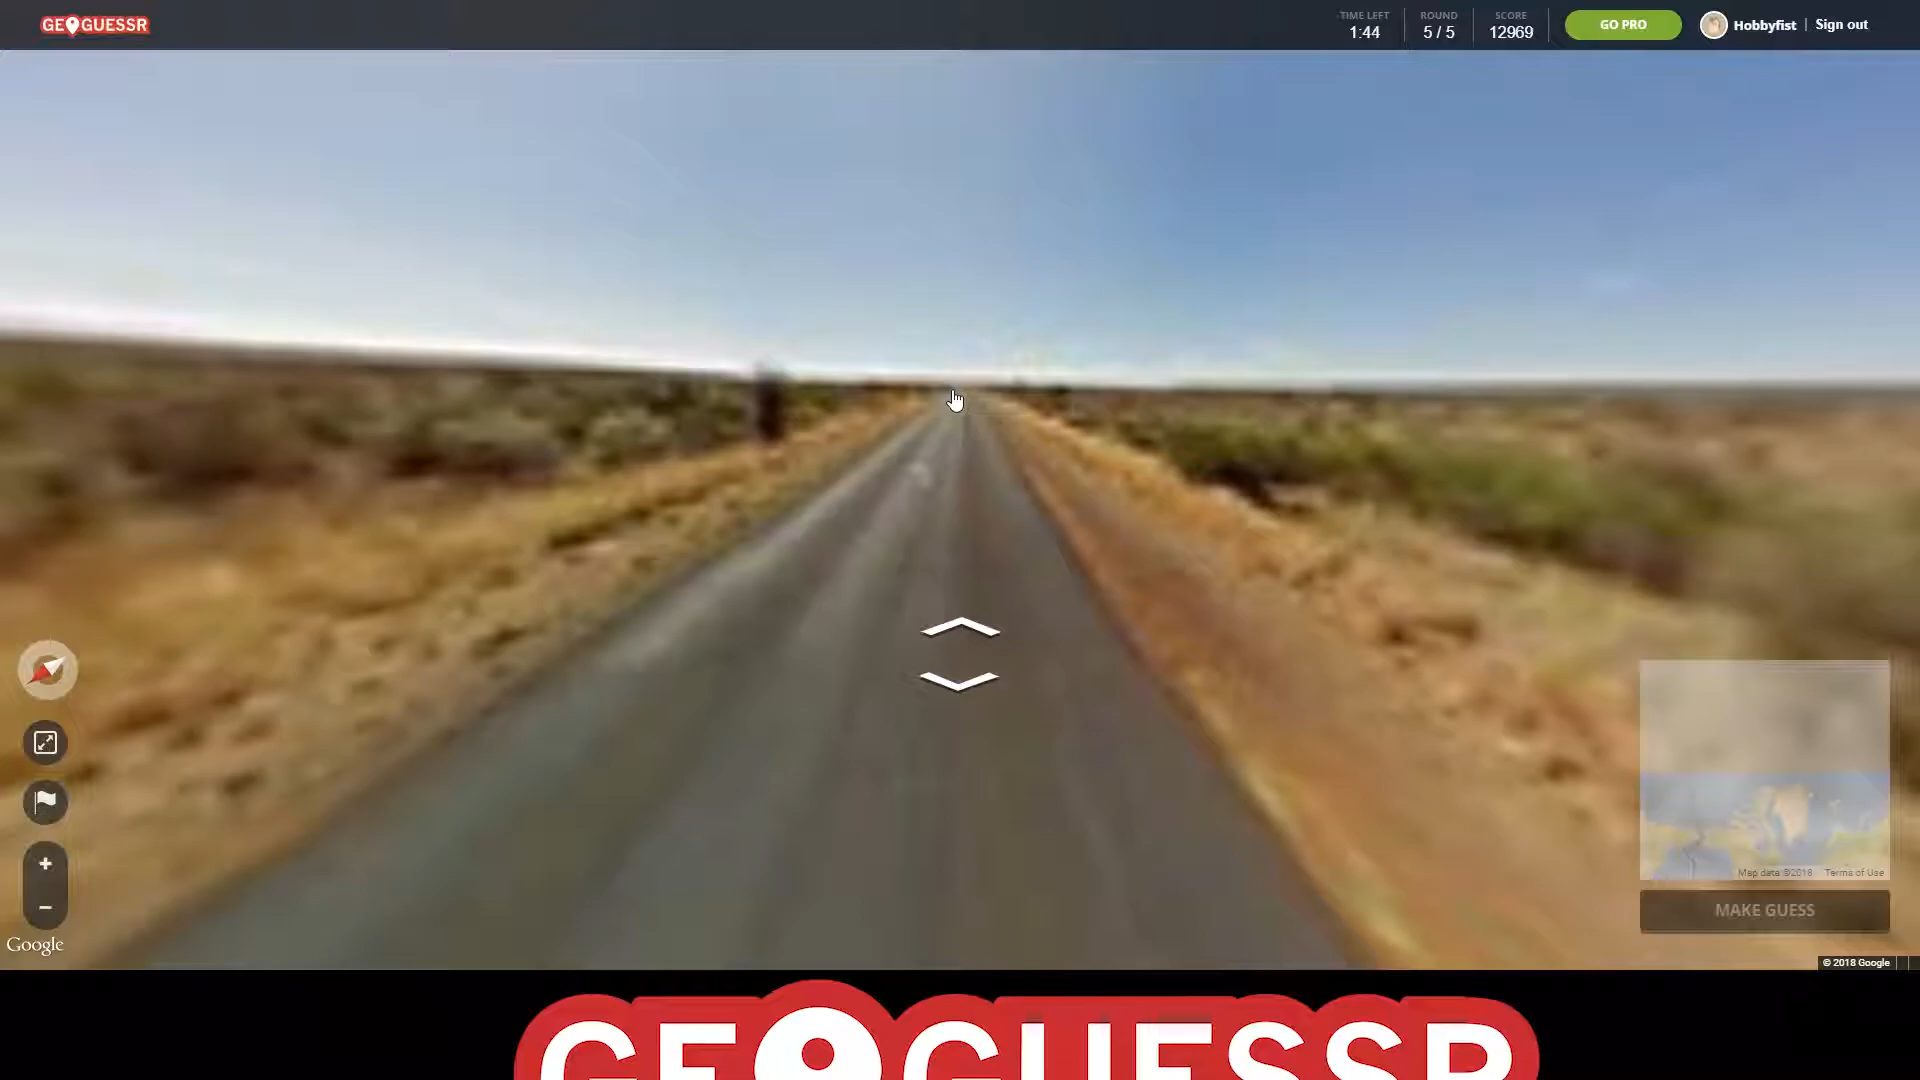 GEOGUESSR
TIME LEFT
1:44
ROUND
5 / 5
SCORE
12969
GO PRO
Hobbyfist | Sign out
+
−
Google
Map data ©2018 Terms of Use
MAKE GUESS
© 2018 Google
GEOGUESSR